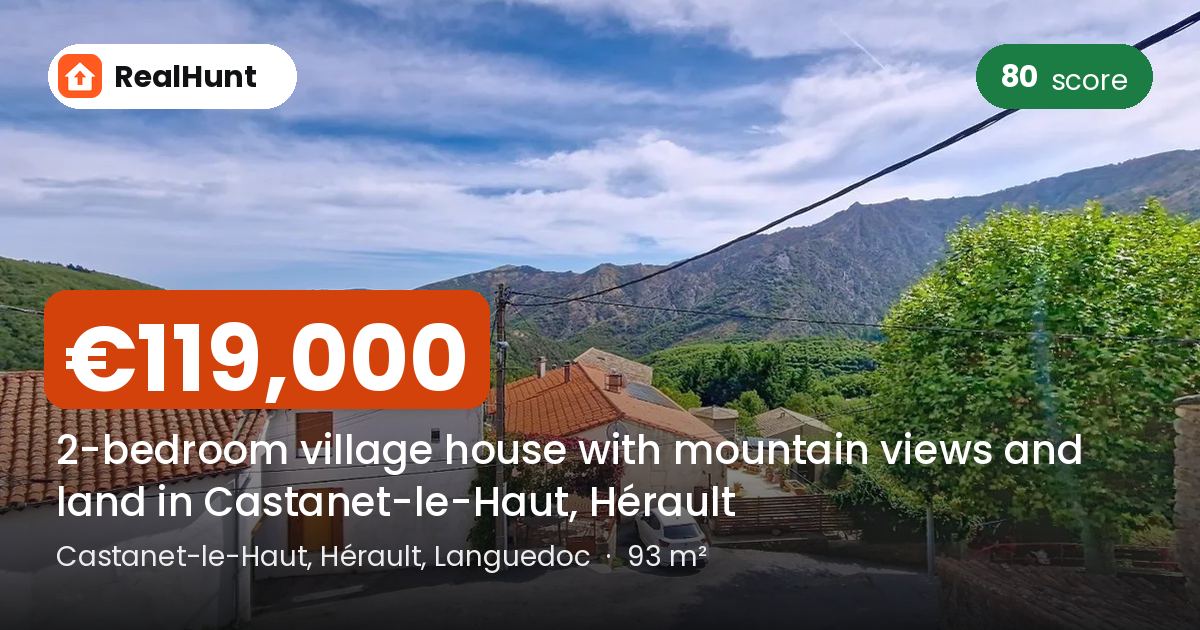 RealHunt
80 score
€119,000
2-bedroom village house with mountain views and
land in Castanet-le-Haut, Hérault
Castanet-le-Haut, Hérault, Languedoc · 93 m²